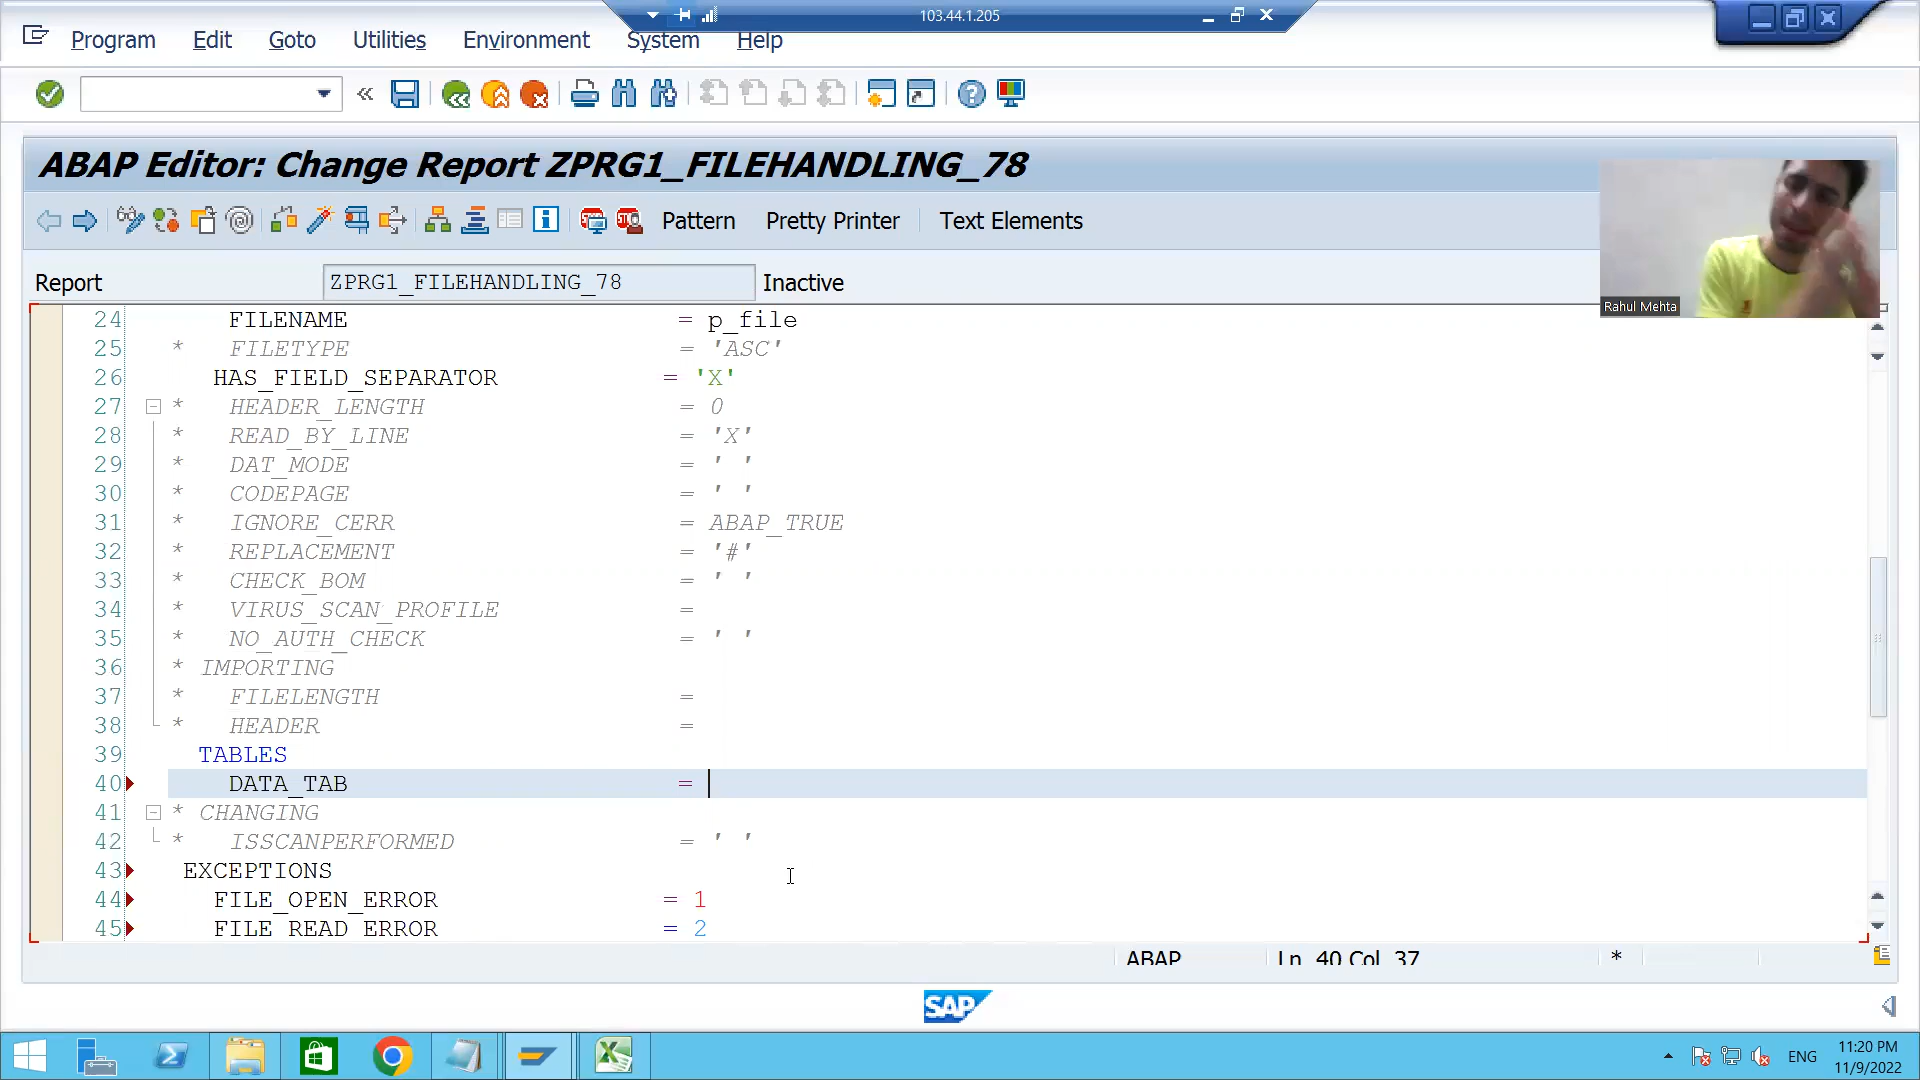 103.44.1.205
Program Edit Goto Utilities Environment System Help
ABAP Editor: Change Report ZPRG1_FILEHANDLING_78
Pattern Pretty Printer Text Elements
Report ZPRG1_FILEHANDLING_78 Inactive
Rahul Mehta
24 FILENAME = p_file
25 * FILETYPE = 'ASC'
26 HAS_FIELD_SEPARATOR = 'X'
27 * HEADER_LENGTH = 0
28 * READ_BY_LINE = 'X'
29 * DAT_MODE = ' '
30 * CODEPAGE = ' '
31 * IGNORE_CERR = ABAP_TRUE
32 * REPLACEMENT = '#'
33 * CHECK_BOM = ' '
34 * VIRUS_SCAN_PROFILE =
35 * NO_AUTH_CHECK = ' '
36 * IMPORTING
37 * FILELENGTH =
38 * HEADER =
39 TABLES
40 DATA_TAB =
41 * CHANGING
42 * ISSCANPERFORMED = ' '
43 EXCEPTIONS
44 FILE_OPEN_ERROR = 1
45 FILE_READ_ERROR = 2
ABAP Ln 40 Col 37 *
SAP
ENG
11:20 PM
11/9/2022